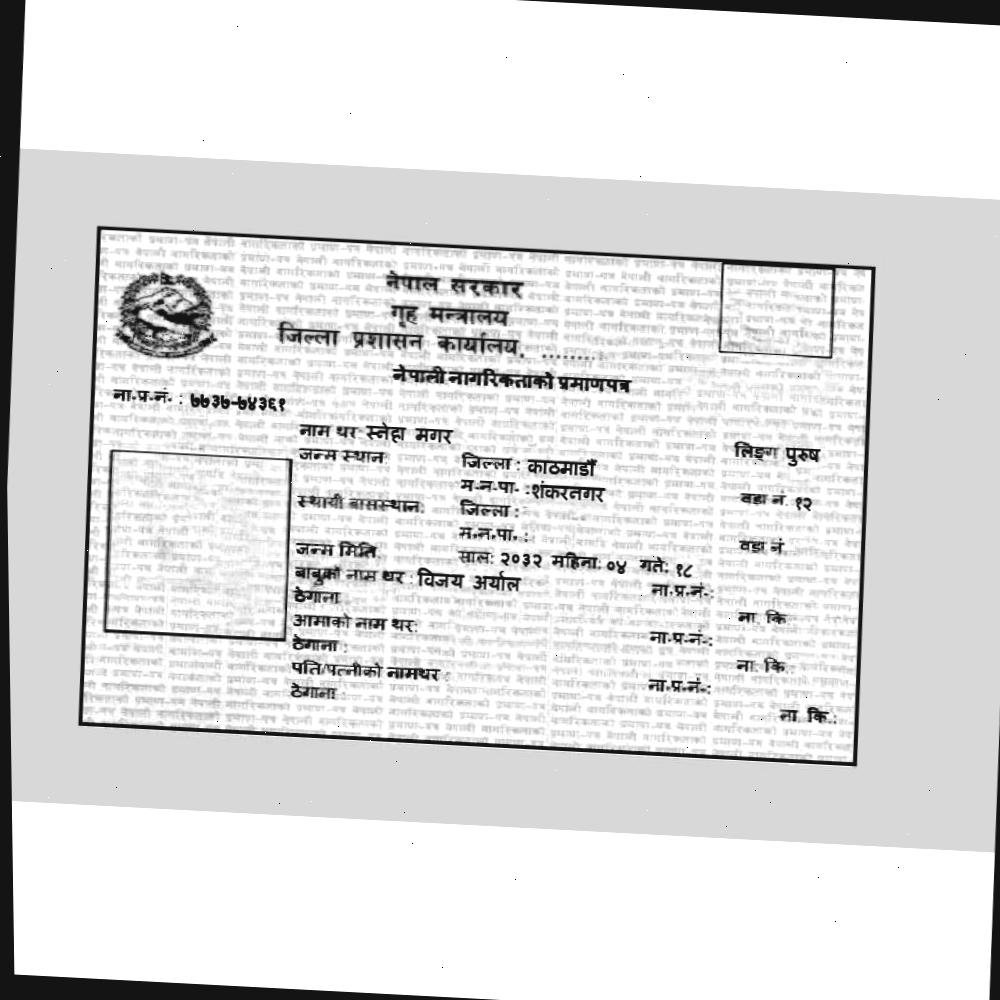 नेपाल सरकार
गृह मन्त्रालय
जिल्ला प्रशासन कार्यालय, ........
नेपाली नागरिकताको प्रमाणपत्र
ना.प्र.नं. : ७७३७-७४३६१
नाम थर: स्नेहा मगर लिङ्ग पुरुष
जन्म स्थान: जिल्ला : काठमाडौँ
म.न.पा. :शंकरनगर वडा नं. १२
स्थायी बासस्थान: जिल्ला :
म.न.पा. : वडा नं.
जन्म मिति: साल: २०३२ महिना: ०४ गते: १८
बाबुको नाम थर : विजय अर्याल ना.प्र.नं.:
ठेगाना: ना. कि.:
आमाको नाम थर: ना.प्र.नं.:
ठेगाना : ना. कि.:
पति/पत्नीको नामथर : ना.प्र.नं.:
ठेगाना: ना. कि.: